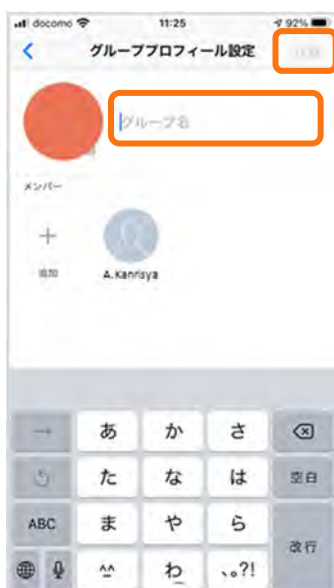 docomo 11:25 92%
グループプロフィール設定
グループ名
メンバー
追加
A.Kanrisya
→ あ か さ
た な は 空白
ABC ま や ら 改行
^^ わ 、。?!